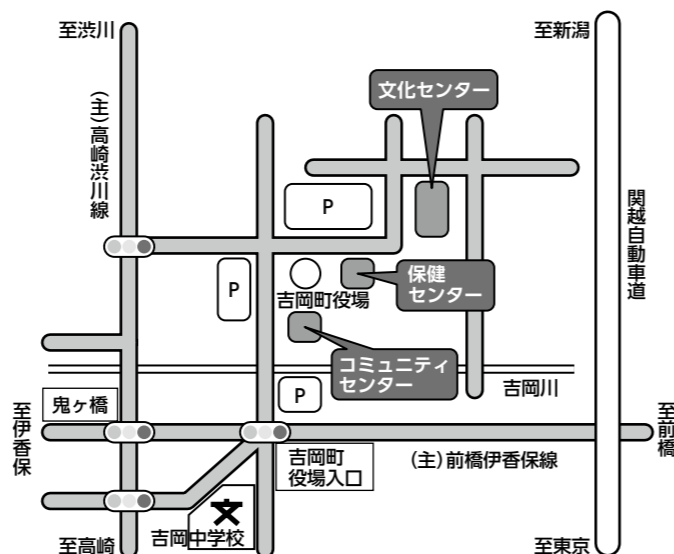 至渋川
至新潟
文化センター
(主)高崎渋川線
P
関越自動車道
P
吉岡町役場
保健
センター
コミュニティ
センター
P
吉岡川
鬼ヶ橋
至伊香保
至前橋
吉岡町
役場入口
(主)前橋伊香保線
文
吉岡中学校
至高崎
至東京